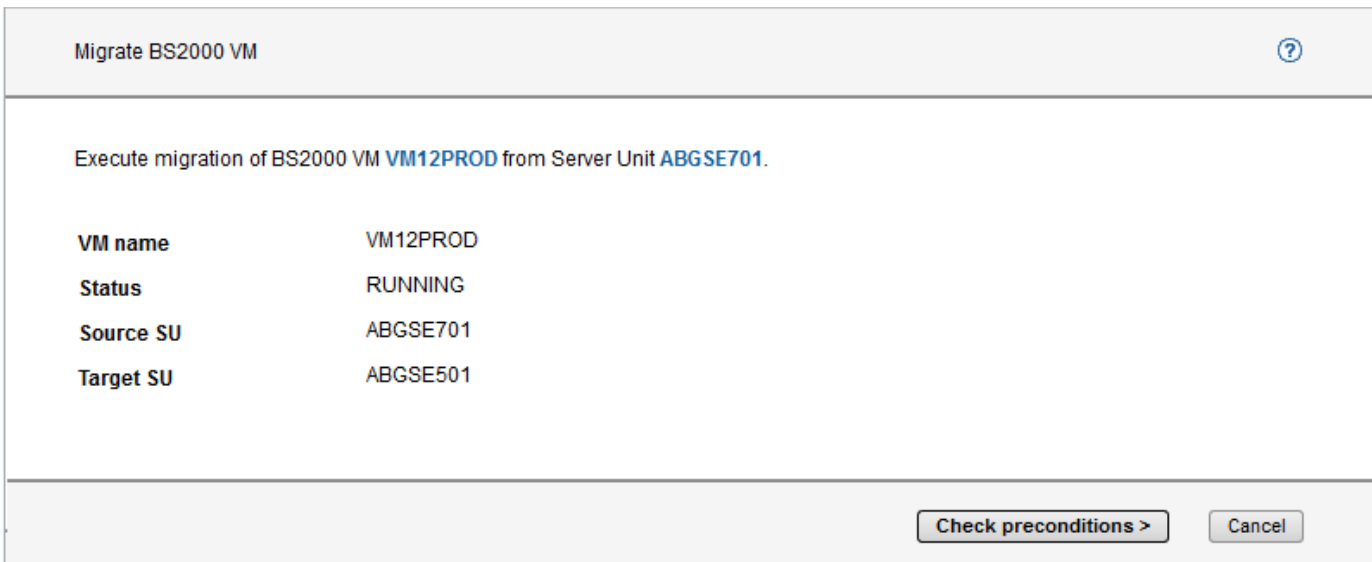 Migrate BS2000 VM ?
Execute migration of BS2000 VM VM12PROD from Server Unit ABGSE701.
VM name VM12PROD
Status RUNNING
Source SU ABGSE701
Target SU ABGSE501
Check preconditions > Cancel